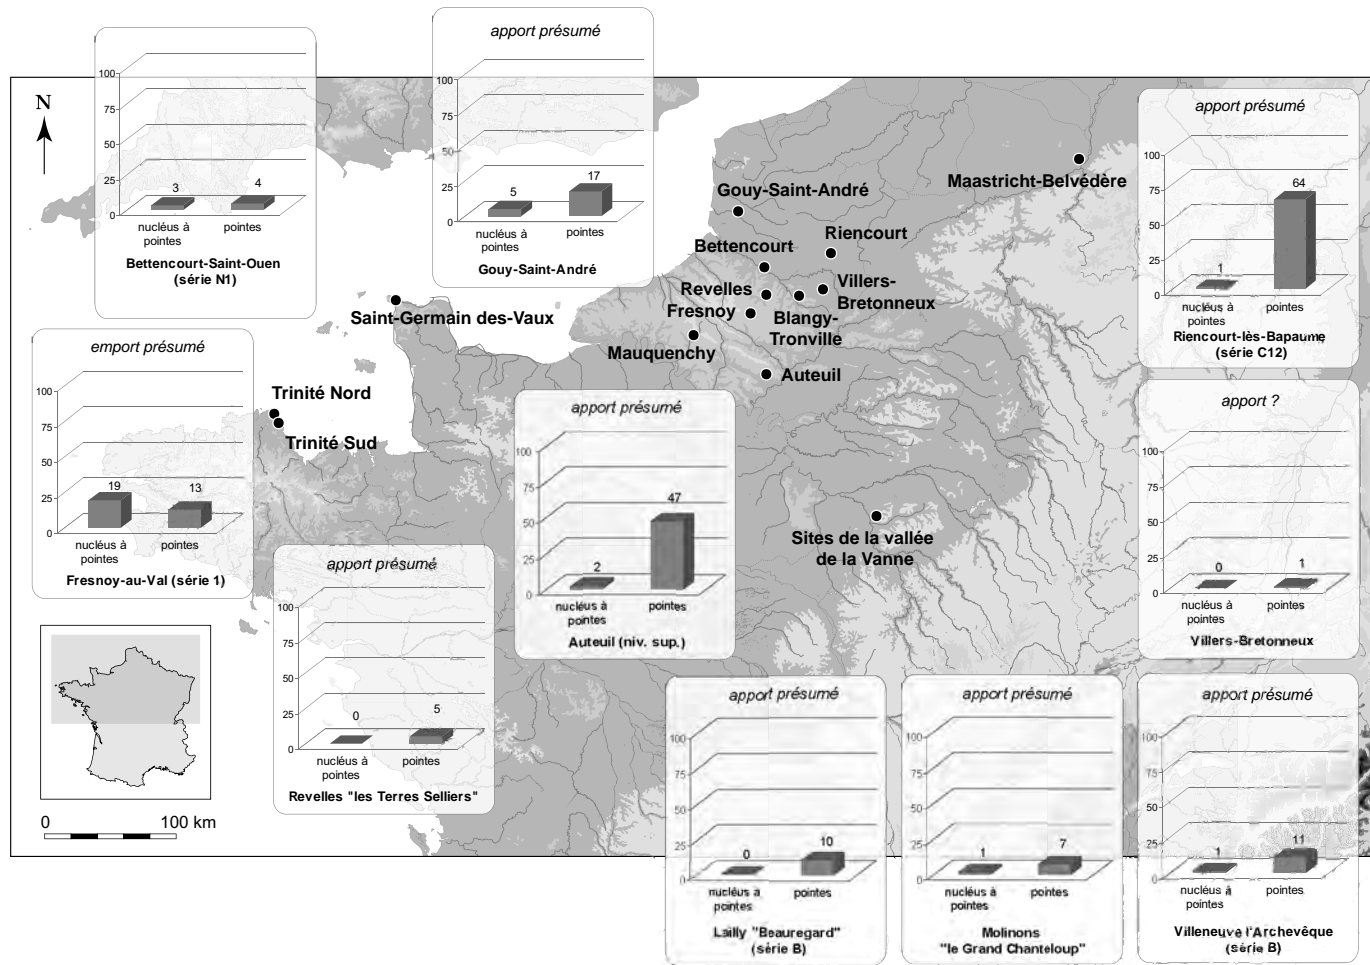 100
75
50
25
0
3
4
nucléus à
pointes
pointes
Bettencourt-Saint-Ouen
(série N1)
apport présumé
100
75
50
25
0
5
17
nucléus à
pointes
pointes
Gouy-Saint-André
N
apport présumé
100
75
50
25
0
1
64
nucléus à
pointes
pointes
Riencourt-lès-Bapaume
(série C12)
Maastricht-Belvédère
Gouy-Saint-André
Riencourt
Bettencourt
Revelles
Villers-
Bretonneux
Fresnoy
Blangy-
Tronville
Mauquenchy
Auteuil
Saint-Germain des-Vaux
Trinité Nord
Trinité Sud
Sites de la vallée
de la Vanne
emport présumé
100
75
50
25
0
19
13
nucléus à
pointes
pointes
Fresnoy-au-Val (série 1)
apport présumé
100
75
50
25
0
2
47
nucléus à
pointes
pointes
Auteuil (niv. sup.)
apport ?
100
75
50
25
0
0
1
nucléus à
pointes
pointes
Villers-Bretonneux
apport présumé
100
75
50
25
0
0
5
nucléus à
pointes
pointes
Revelles "les Terres Selliers"
0 100 km
apport présumé
100
75
50
25
0
0
10
nucléus à
pointes
pointes
Lailly "Beauregard"
(série B)
apport présumé
100
75
50
25
0
1
7
nucléus à
pointes
pointes
Molinons
"le Grand Chanteloup"
apport présumé
100
75
50
25
0
1
11
nucléus à
pointes
pointes
Villeneuve l'Archevêque
(série B)